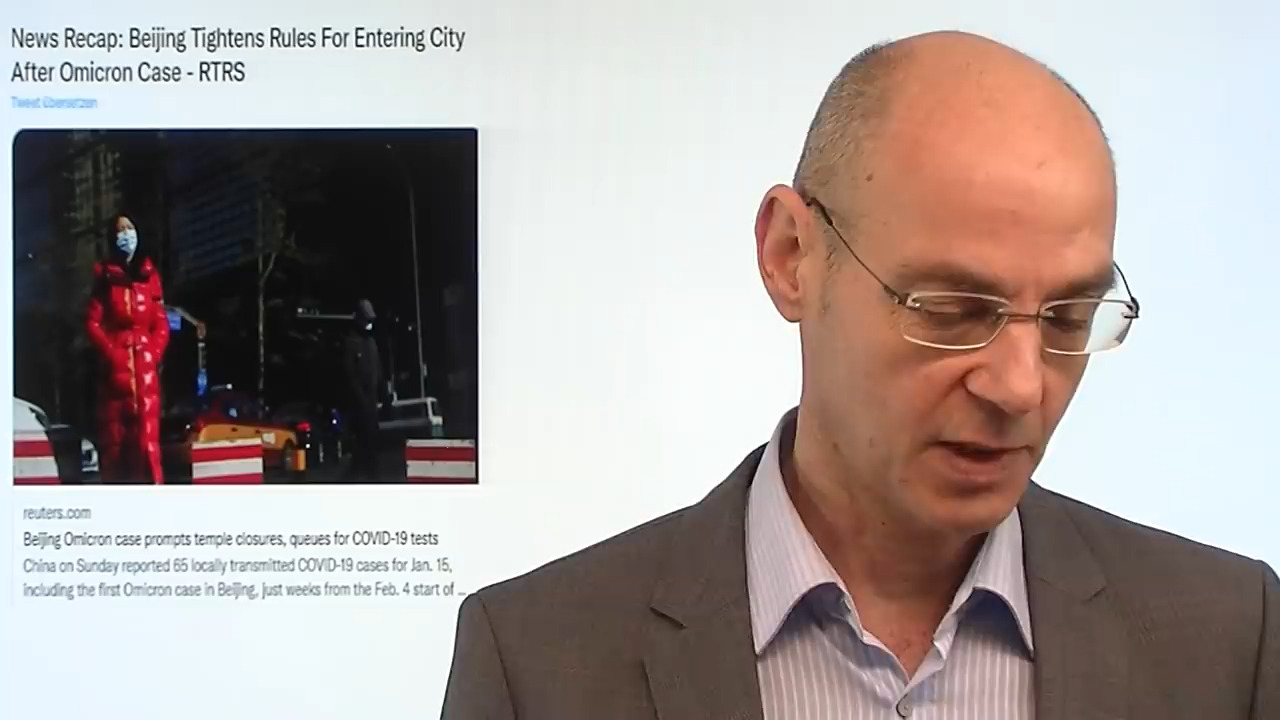 News Recap: Beijing Tightens Rules For Entering City
After Omicron Case - RTRS
Tweet übersetzen
reuters.com
Beijing Omicron case prompts temple closures, queues for COVID-19 tests
China on Sunday reported 65 locally transmitted COVID-19 cases for Jan. 15,
including the first Omicron case in Beijing, just weeks from the Feb. 4 start of ...